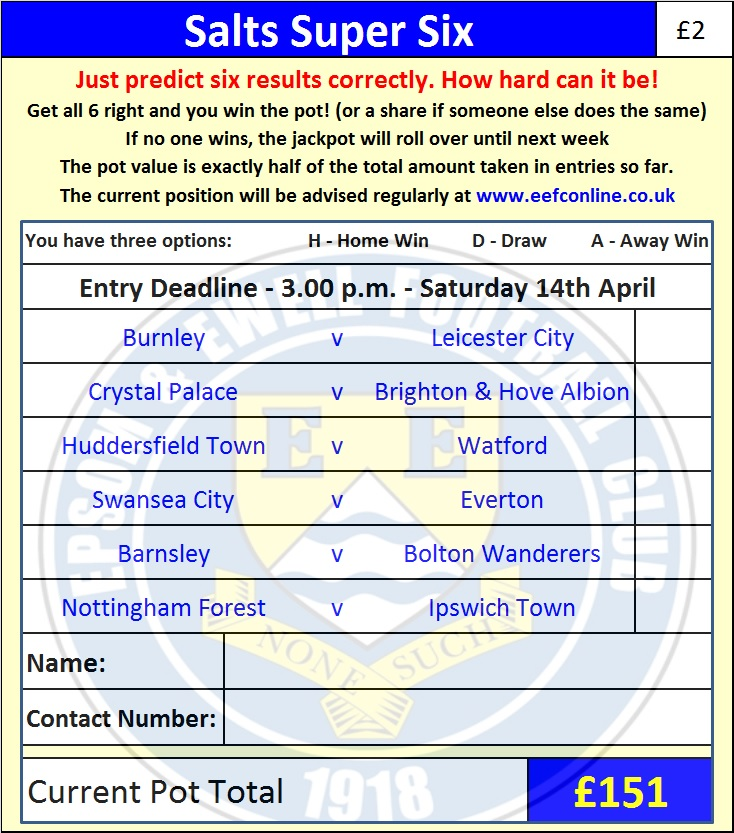 Salts Super Six £2
Just predict six results correctly. How hard can it be!
Get all 6 right and you win the pot! (or a share if someone else does the same)
If no one wins, the jackpot will roll over until next week
The pot value is exactly half of the total amount taken in entries so far.
The current position will be advised regularly at www.eefconline.co.uk
You have three options: H - Home Win D - Draw A - Away Win
Entry Deadline - 3.00 p.m. - Saturday 14th April
Burnley v Leicester City
Crystal Palace v Brighton & Hove Albion
Huddersfield Town v Watford
Swansea City v Everton
Barnsley v Bolton Wanderers
Nottingham Forest v Ipswich Town
Name:
Contact Number:
Current Pot Total £151
EPSOM & EWELL FOOTBALL CLUB
E E
NONE SUCH
1918